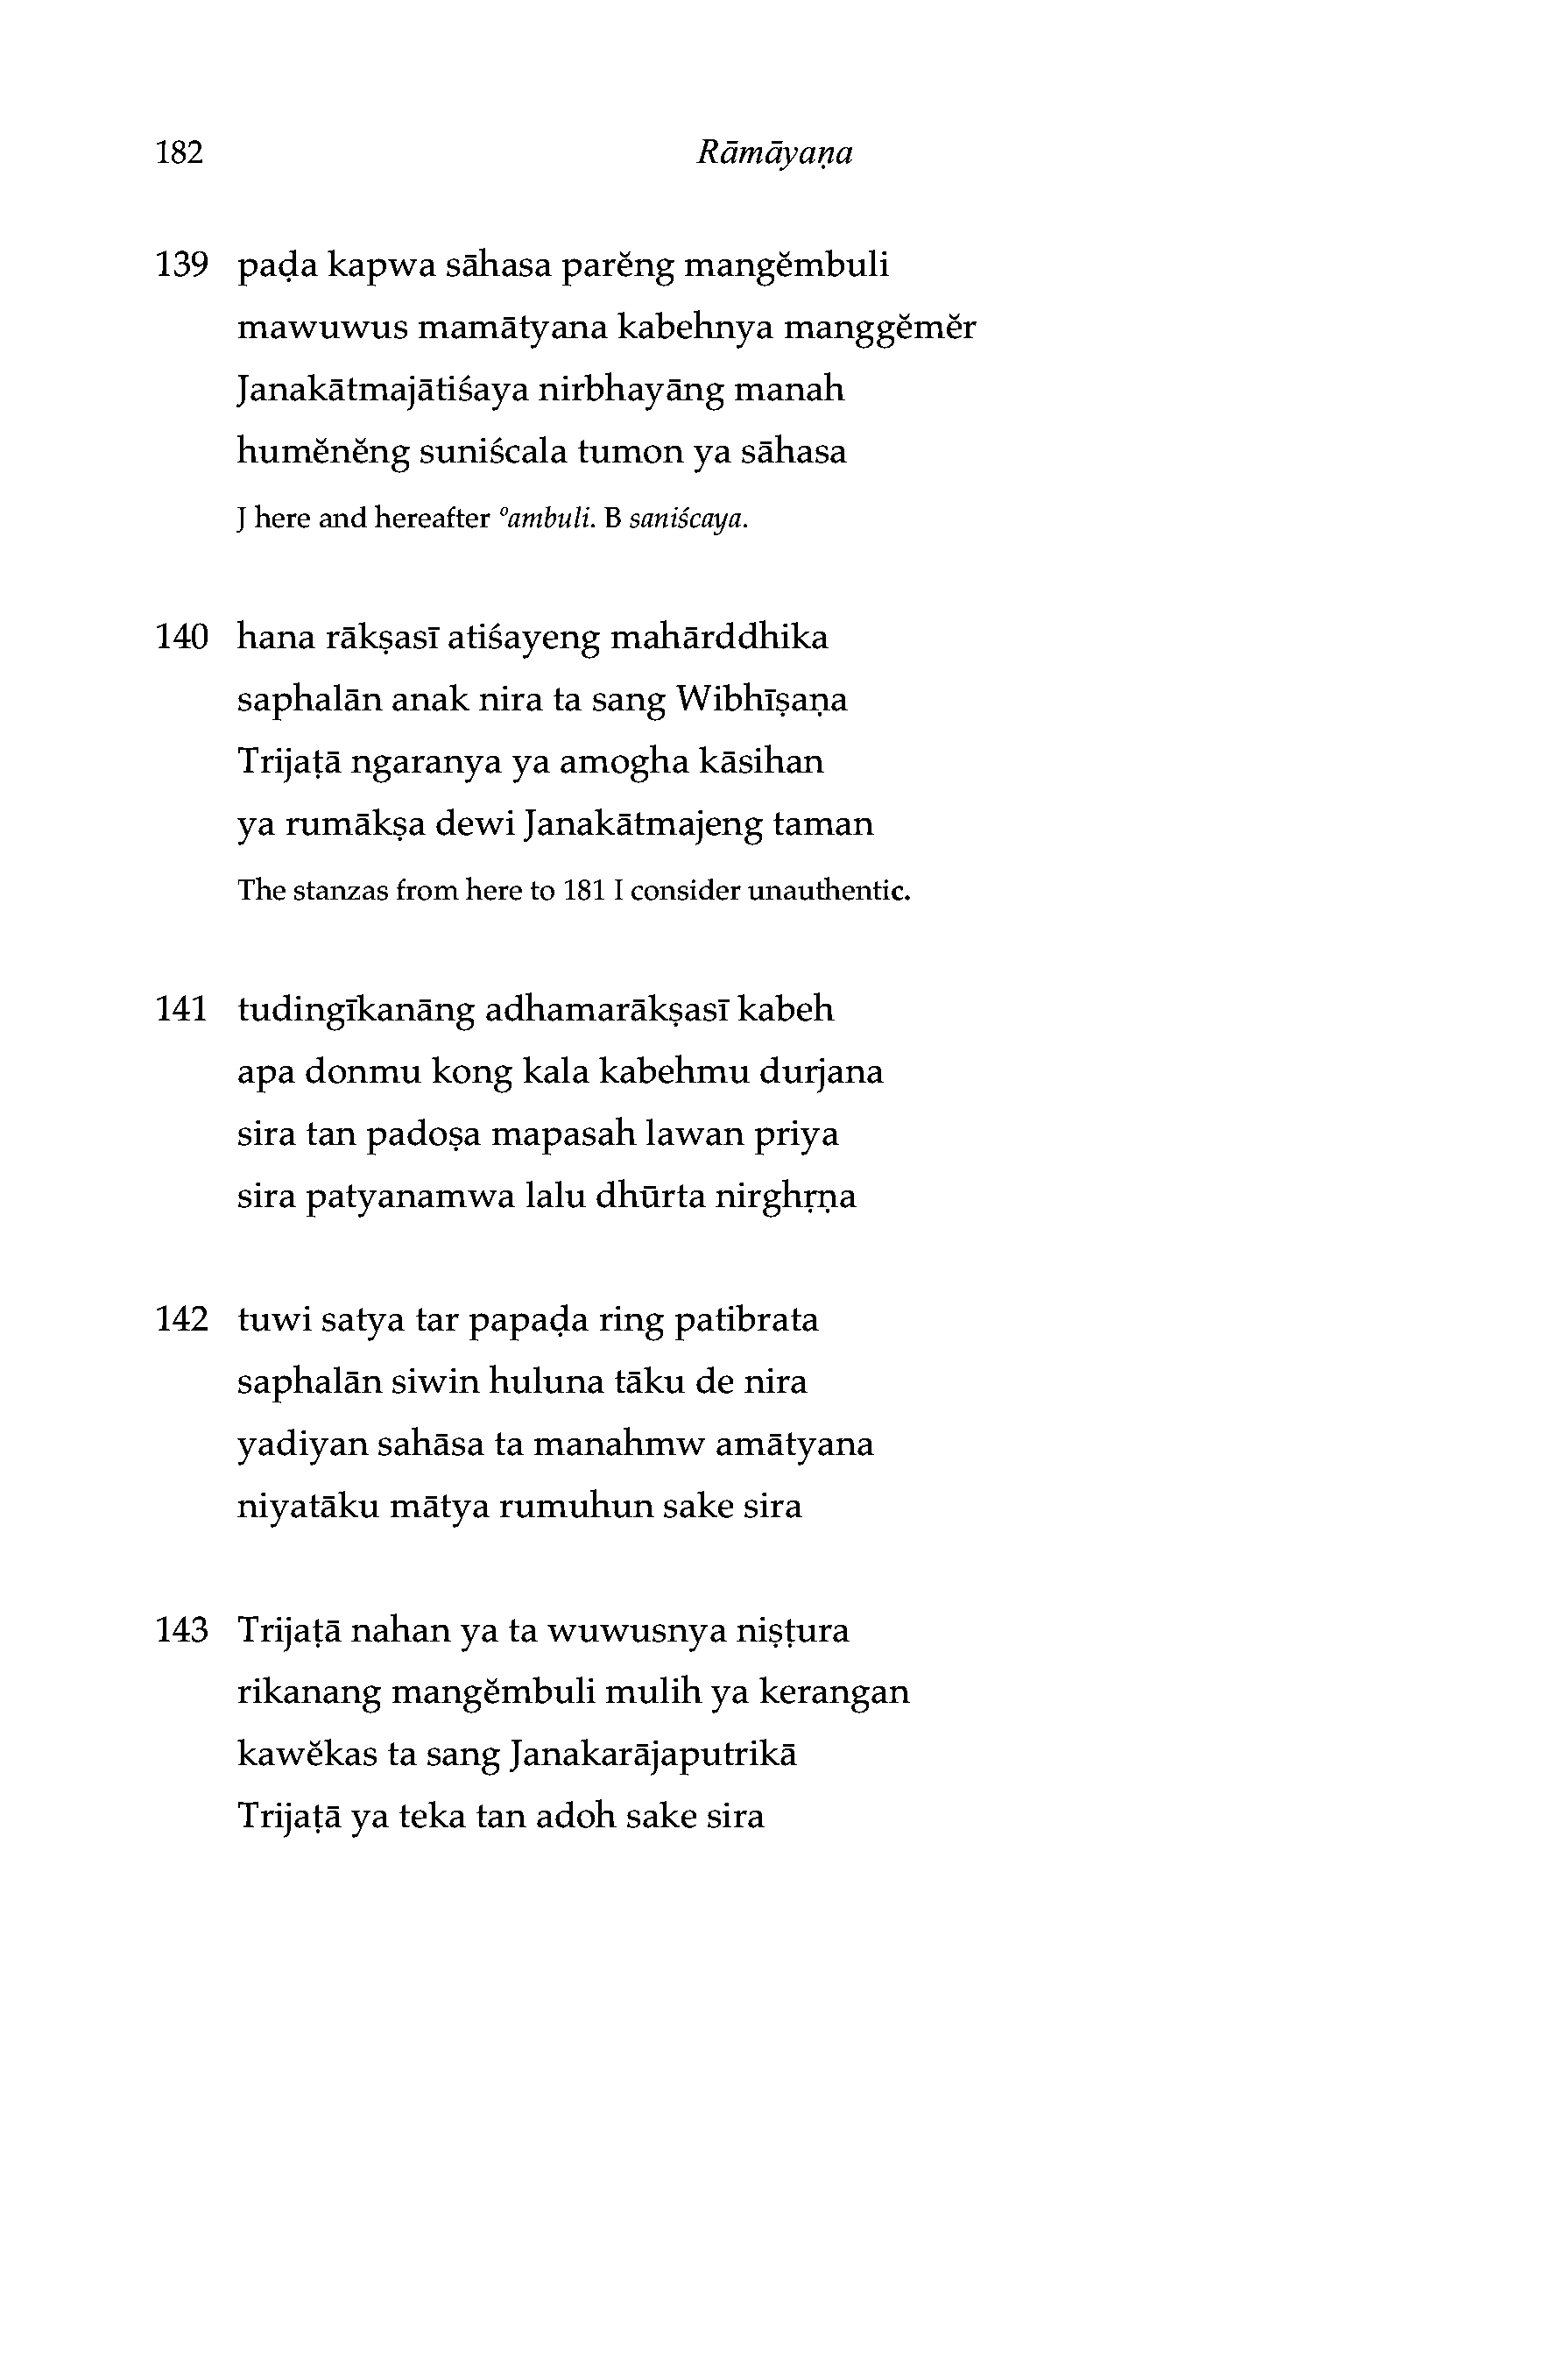 182 Rāmāyaṇa
139 paḍa kapwa sāhasa parĕng mangĕmbuli
mawuwus mamātyana kabehnya manggĕmĕr
Janakātmajātiśaya nirbhayāng manah
humĕnĕng suniścala tumon ya sāhasa
J here and hereafter °ambuli. B saniścaya.
140 hana rākṣasī atiśayeng mahārddhika
saphalān anak nira ta sang Wibhīṣaṇa
Trijaṭā ngaranya ya amogha kāsihan
ya rumākṣa dewi Janakātmajeng taman
The stanzas from here to 181 I consider unauthentic.
141 tudingīkanāng adhamarākṣasī kabeh
apa donmu kong kala kabehmu durjana
sira tan padoṣa mapasah lawan priya
sira patyanamwa lalu dhūrta nirghṛṇa
142 tuwi satya tar papaḍa ring patibrata
saphalān siwin huluna tāku de nira
yadiyan sahāsa ta manahmw amātyana
niyatāku mātya rumuhun sake sira
143 Trijaṭā nahan ya ta wuwusnya niṣṭura
rikanang mangĕmbuli mulih ya kerangan
kawĕkas ta sang Janakarājaputrikā
Trijaṭā ya teka tan adoh sake sira